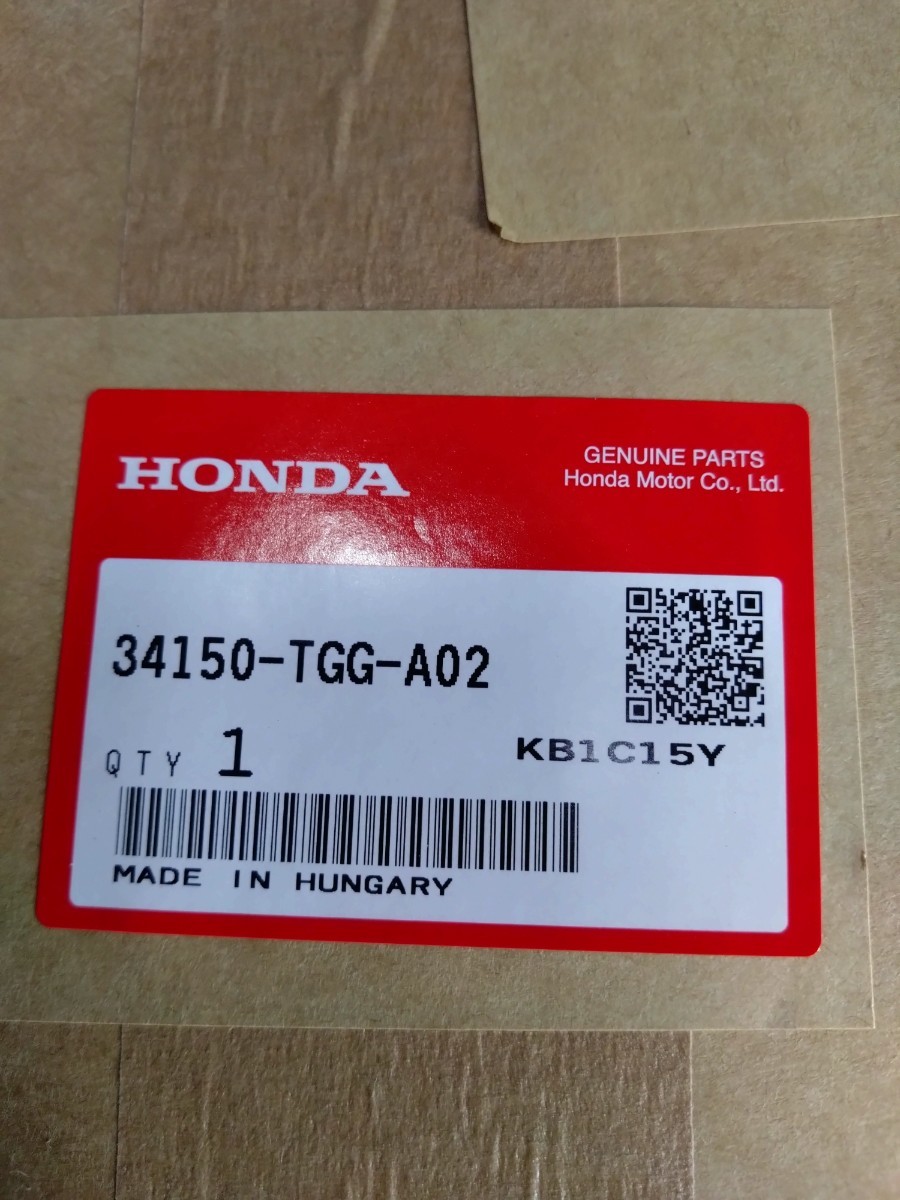 HONDA
GENUINE PARTS
Honda Motor Co., Ltd.
34150-TGG-A02
QTY 1
KB1C15Y
MADE IN HUNGARY